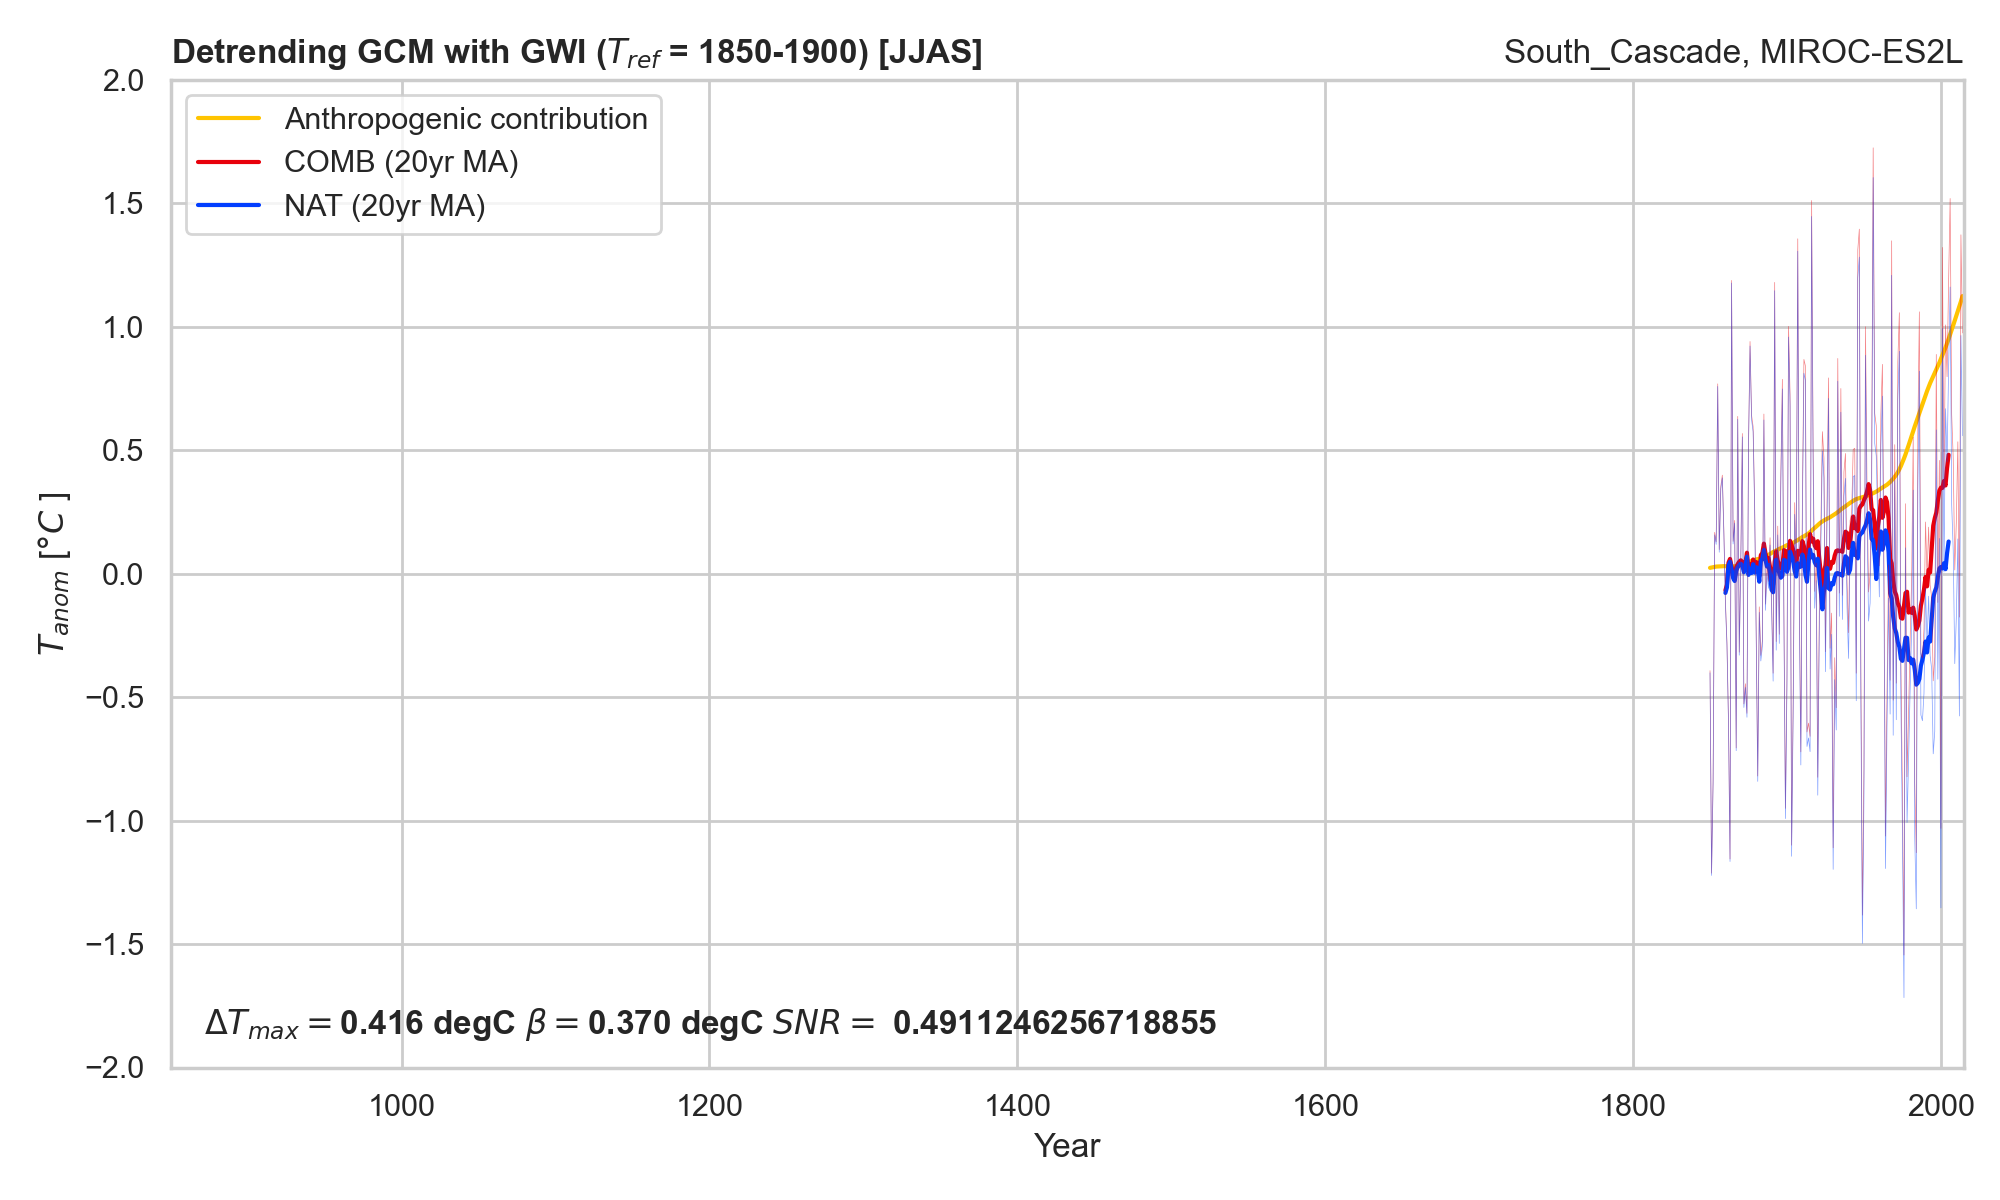 Detrending GCM with GWI (T_ref = 1850-1900) [JJAS]
South_Cascade, MIROC-ES2L
Anthropogenic contribution
COMB (20yr MA)
NAT (20yr MA)
2.0
1.5
1.0
0.5
0.0
−0.5
−1.0
−1.5
−2.0
T_anom [°C ]
ΔT_max = 0.416 degC β = 0.370 degC SNR = 0.4911246256718855
1000 1200 1400 1600 1800 2000
Year